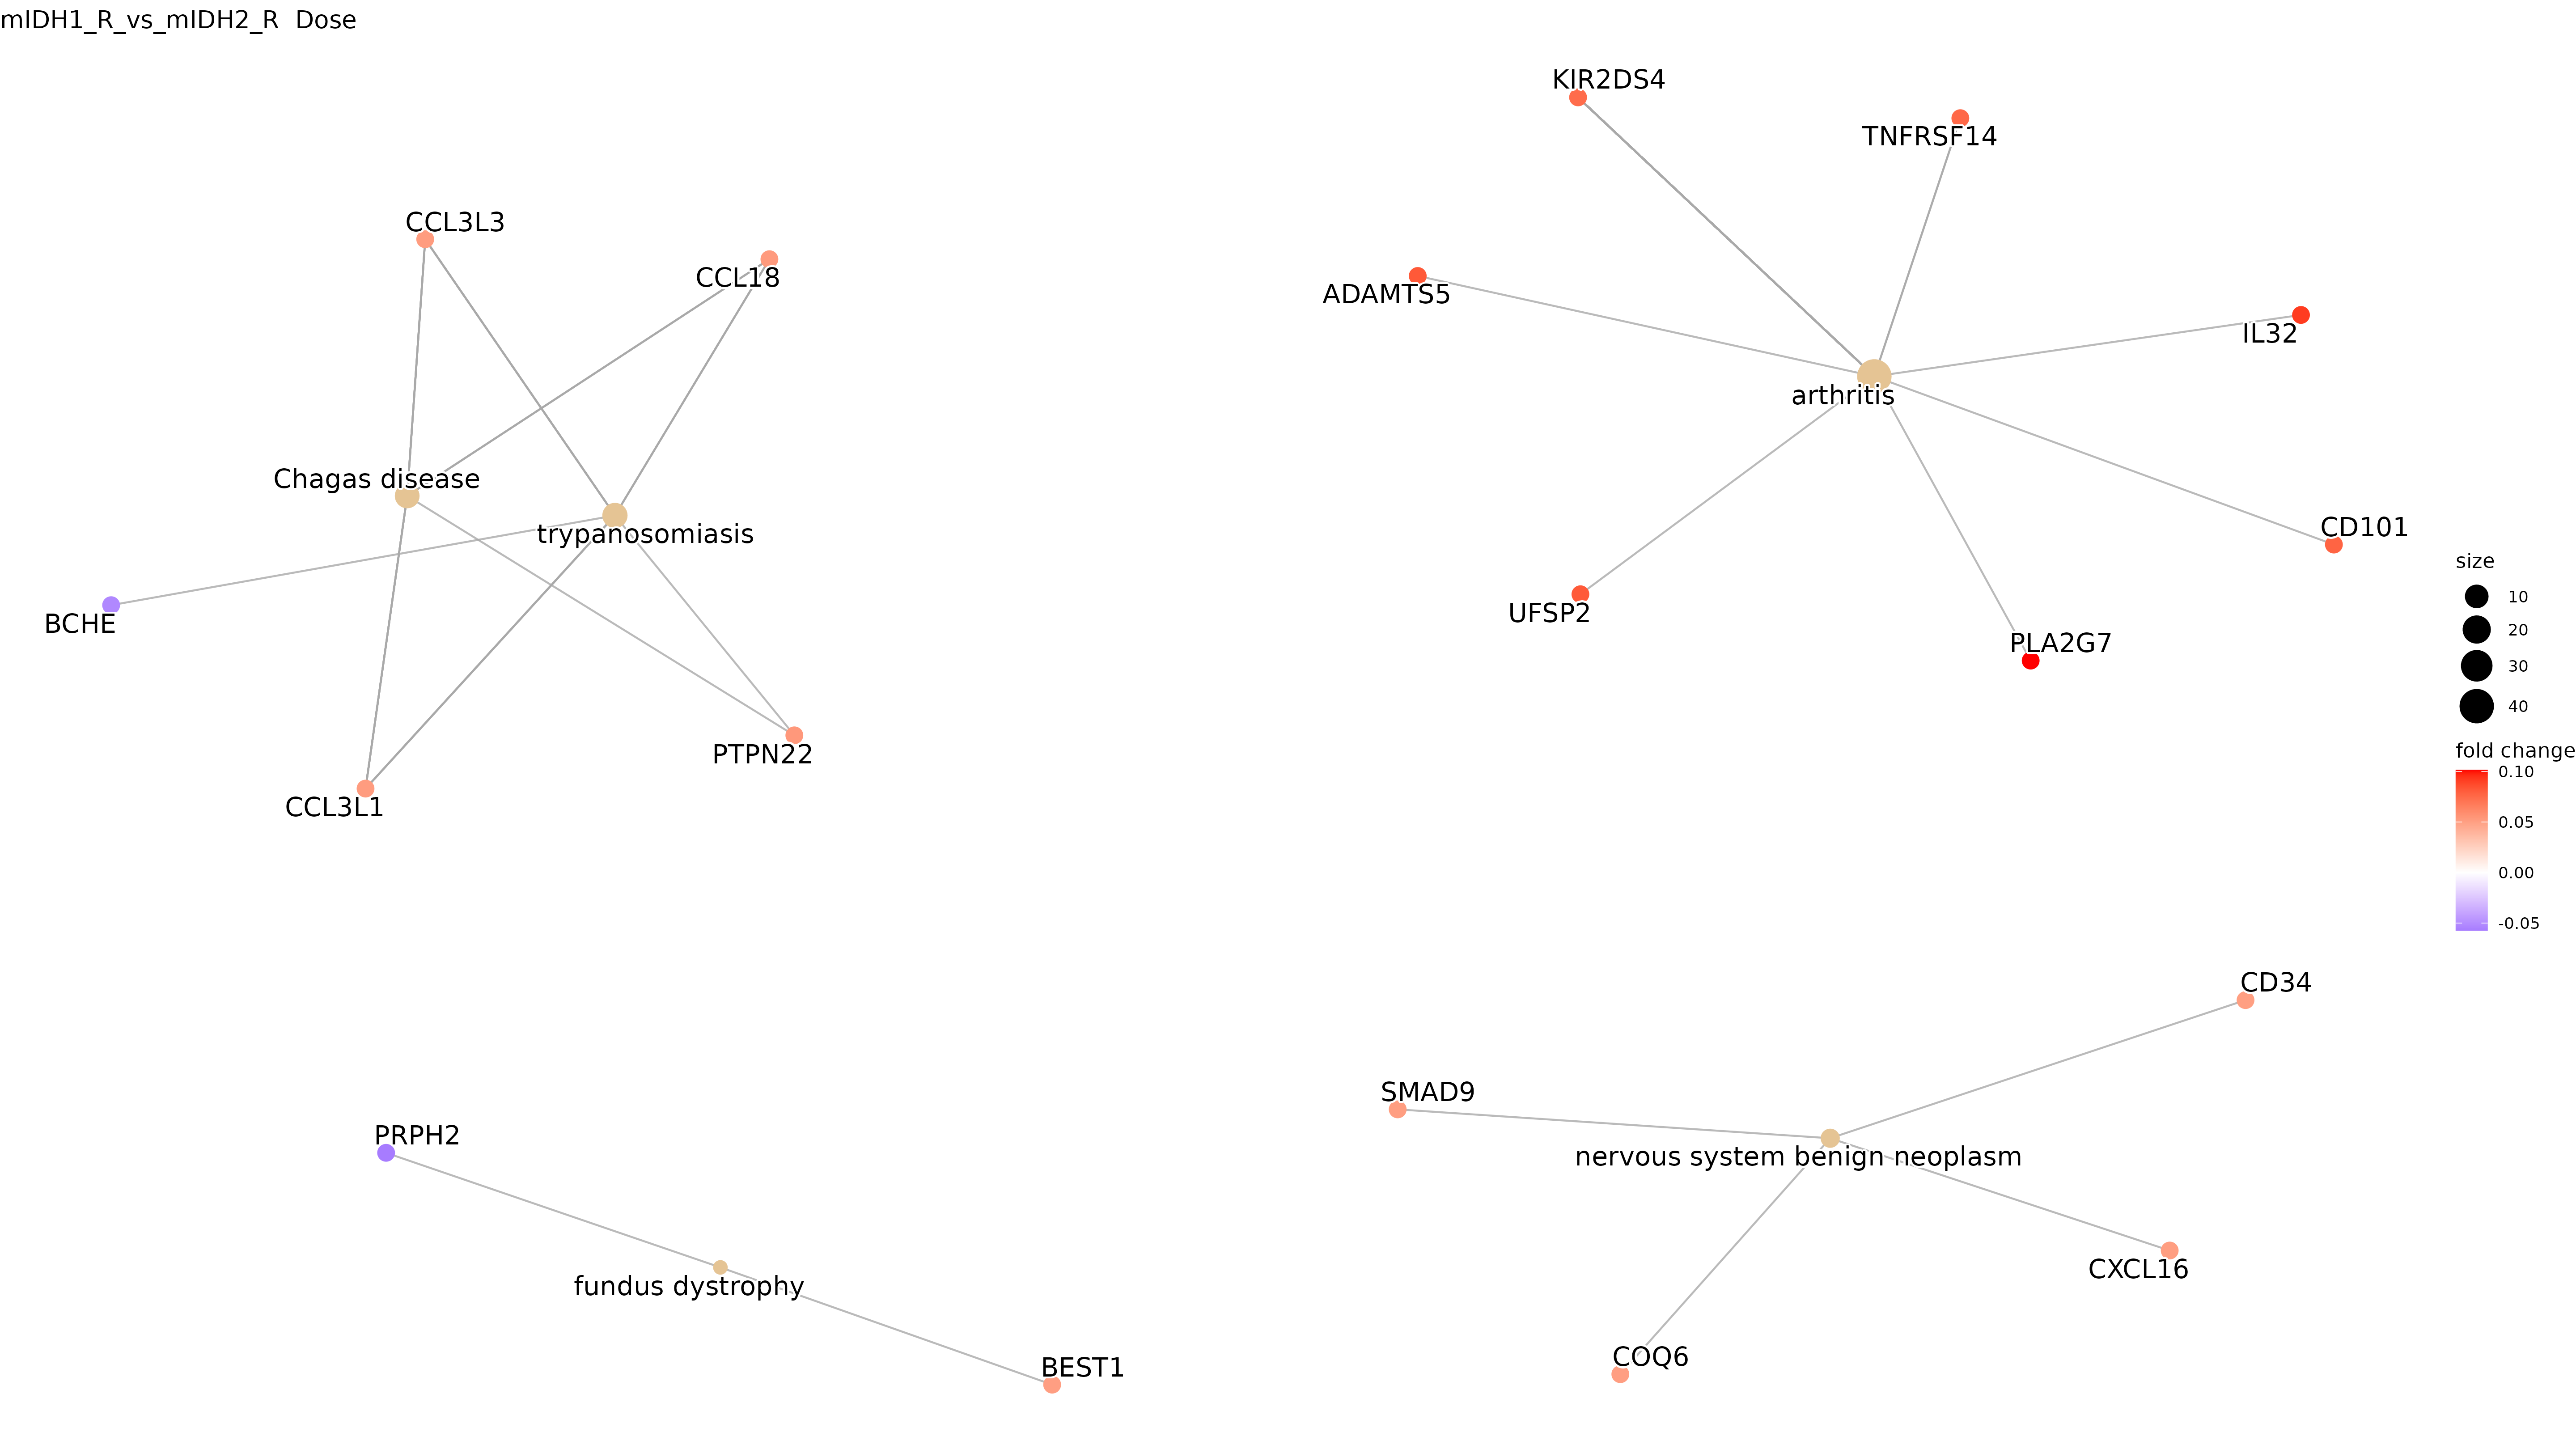 mIDH1_R_vs_mIDH2_R  Dose
KIR2DS4
TNFRSF14
CCL3L3
CCL18
ADAMTS5
IL32
arthritis
Chagas disease
trypanosomiasis
CD101
BCHE
UFSP2
PLA2G7
PTPN22
CCL3L1
size
10
20
30
40
fold change
0.10
0.05
0.00
-0.05
CD34
SMAD9
PRPH2
nervous system benign neoplasm
CXCL16
fundus dystrophy
COQ6
BEST1